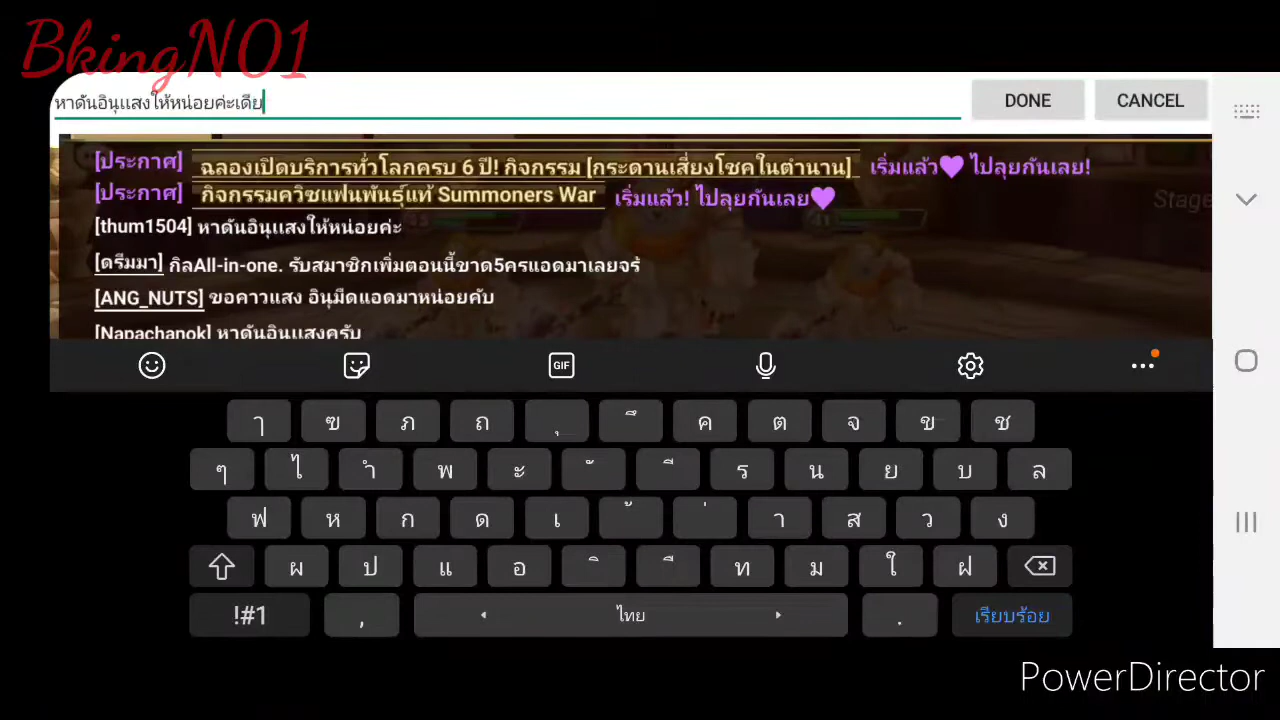 BkingNO1
หาดันอินุแสงให้หน่อยค่ะเดีย
DONE
CANCEL
[ประกาศ] ฉลองเปิดบริการทั่วโลกครบ 6 ปี! กิจกรรม [กระดานเสี่ยงโชคในตำนาน] เริ่มแล้ว♥ ไปลุยกันเลย!
[ประกาศ] กิจกรรมควิซแฟนพันธุ์แท้ Summoners War เริ่มแล้ว! ไปลุยกันเลย♥
Stage
[thum1504] หาดันอินุแสงให้หน่อยค่ะ
[ดรีมมา] กิลAll-in-one. รับสมาชิกเพิ่มตอนนี้ขาด5ครแอดมาเลยจร้
[ANG_NUTS] ขอคาวแสง อินุมืดแอดมาหน่อยคับ
[Napachanok] หาดันอินแสงครับ
GIF
ๅ ฃ ภ ถ ุ ึ ค ต จ ข ช
ๆ ไ ำ พ ะ ั ี ร น ย บ ล
ฟ ห ก ด เ ้ ่ า ส ว ง
ผ ป แ อ ิ ื ท ม ใ ฝ
!#1 , ไทย . เรียบร้อย
PowerDirector